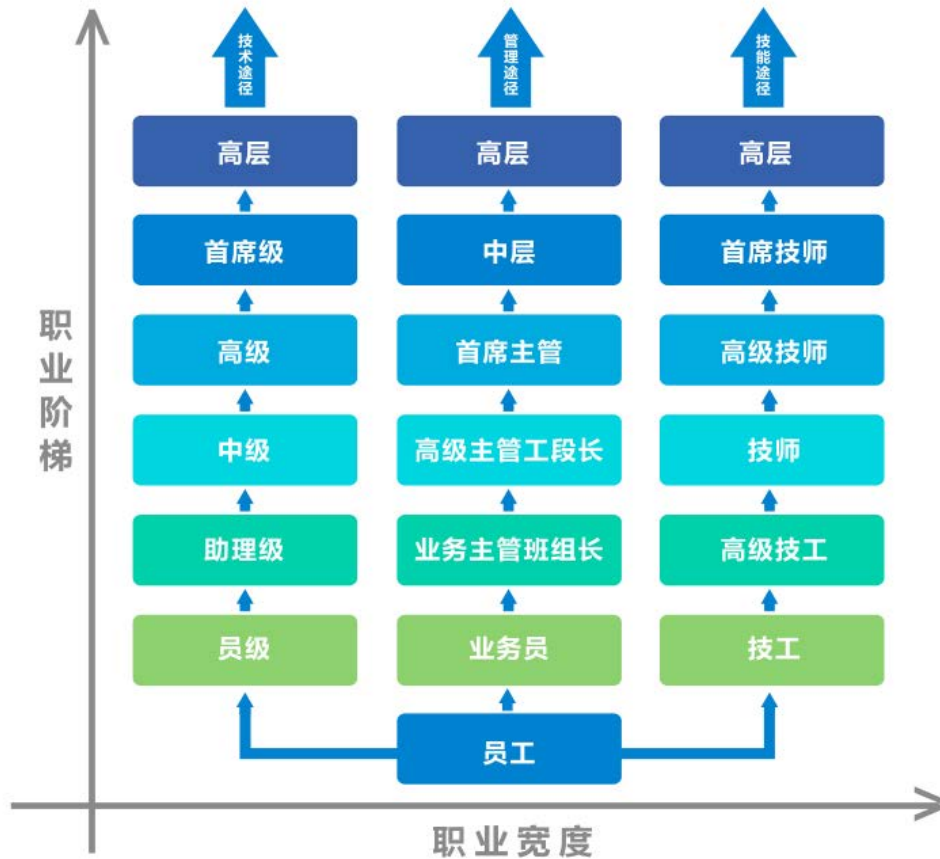 技术途径
管理途径
技能途径
高层
高层
高层
首席级
中层
首席技师
高级
首席主管
高级技师
中级
高级主管工段长
技师
助理级
业务主管班组长
高级技工
员级
业务员
技工
员工
职业阶梯
职业宽度